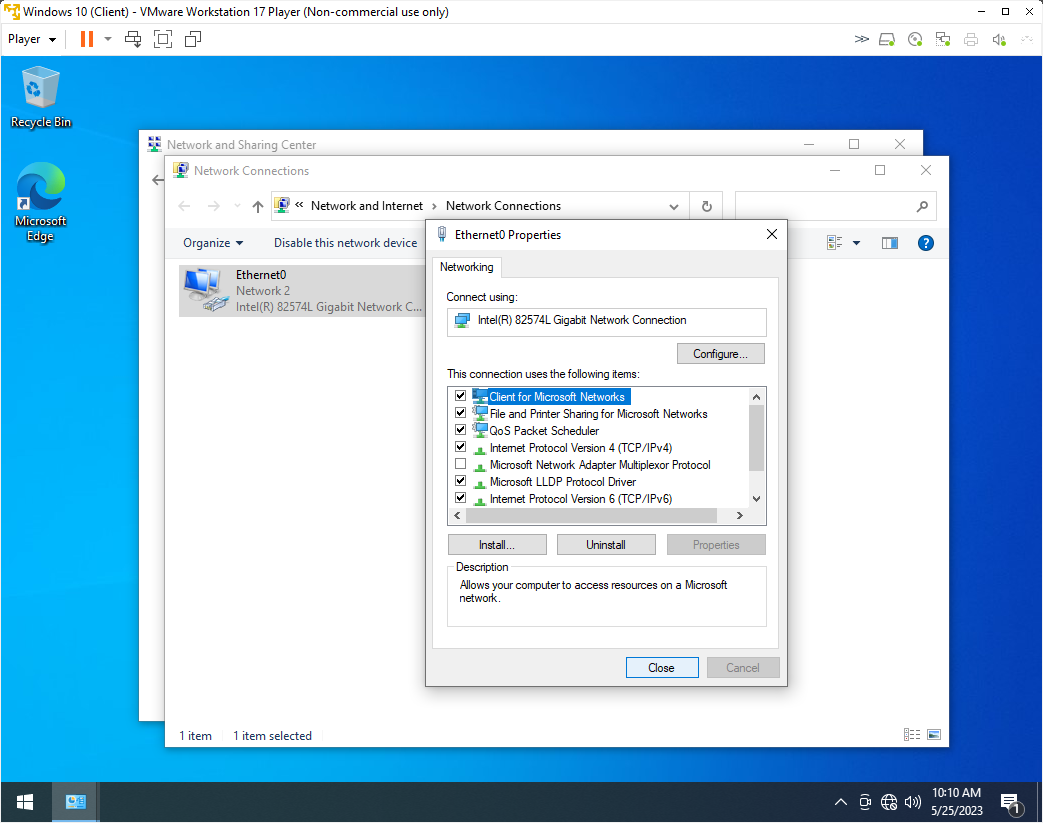 Windows 10 (Client) - VMware Workstation 17 Player (Non-commercial use only)
Player
Recycle Bin
Microsoft
Edge
Network and Sharing Center
Network Connections
« Network and Internet › Network Connections
Organize
Disable this network device
Ethernet0
Network 2
Intel(R) 82574L Gigabit Network C...
Ethernet0 Properties
Networking
Connect using:
Intel(R) 82574L Gigabit Network Connection
Configure...
This connection uses the following items:
Client for Microsoft Networks
File and Printer Sharing for Microsoft Networks
QoS Packet Scheduler
Internet Protocol Version 4 (TCP/IPv4)
Microsoft Network Adapter Multiplexor Protocol
Microsoft LLDP Protocol Driver
Internet Protocol Version 6 (TCP/IPv6)
Install...
Uninstall
Properties
Description
Allows your computer to access resources on a Microsoft
network.
Close
Cancel
1 item
1 item selected
10:10 AM
5/25/2023
1